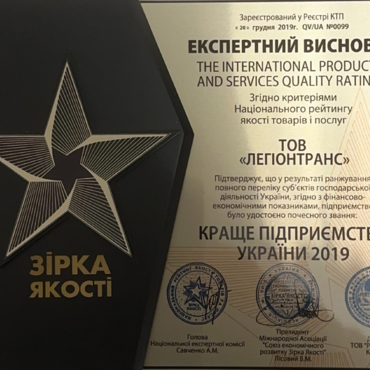 Зареєстрований у Реєстрі КТП
« 20 » грудня 2019г. QV/UA №0099
ЕКСПЕРТНИЙ ВИСНОВ
THE INTERNATIONAL PRODUCT
AND SERVICES QUALITY RATIN
Згідно критеріями
Національного рейтингу
якості товарів і послуг
ТОВ
«ЛЕГІОНТРАНС»
Підтверджує, що у результаті ранжування
повного переліку суб'єктів господарської
діяльності України, згідно з фінансово-
економічними показниками, підприємство
було удостоєно почесного звання:
КРАЩЕ ПІДПРИЄМСТВ
УКРАЇНИ 2019
ЗІРКА
ЯКОСТІ
Голова
Національної експертної комісії
Савченко А.М.
Президент
Міжнародної Асоціації
"Союз економічного
розвитку Зірка Якості"
Лісовий В.М.
ТОВ